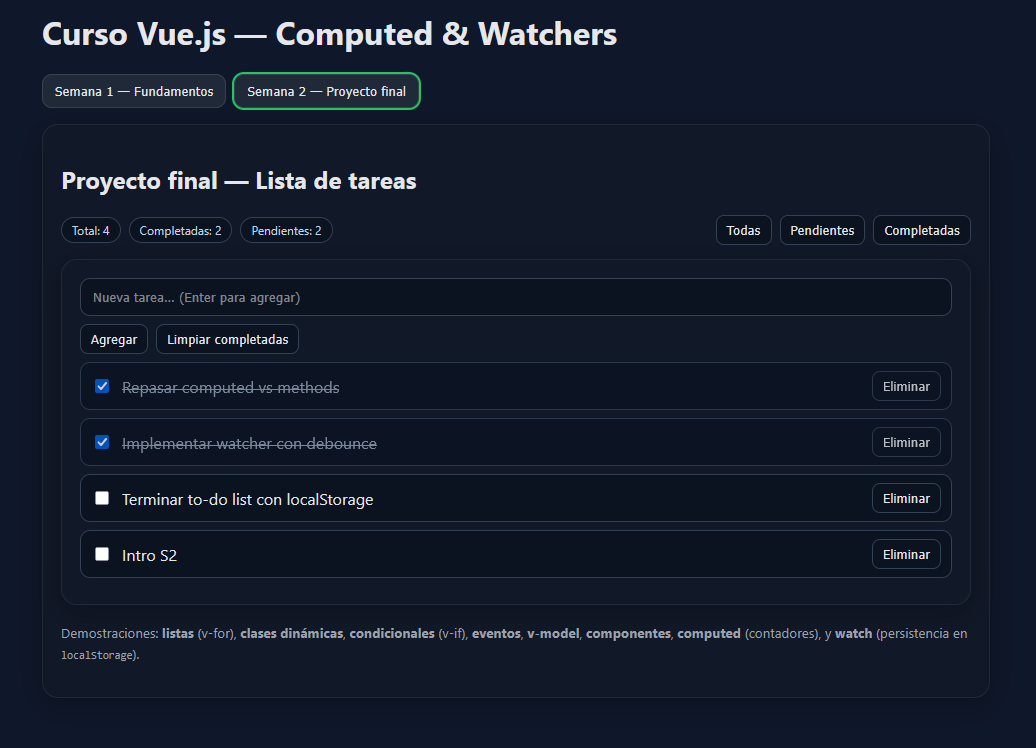 Curso Vue.js — Computed & Watchers
Semana 1 — Fundamentos
Semana 2 — Proyecto final
Proyecto final — Lista de tareas
Total: 4
Completadas: 2
Pendientes: 2
Todas
Pendientes
Completadas
Nueva tarea... (Enter para agregar)
Agregar
Limpiar completadas
Repasar computed vs methods
Eliminar
Implementar watcher con debounce
Eliminar
Terminar to-do list con localStorage
Eliminar
Intro S2
Eliminar
Demostraciones: listas (v-for), clases dinámicas, condicionales (v-if), eventos, v-model, componentes, computed (contadores), y watch (persistencia en
localStorage).